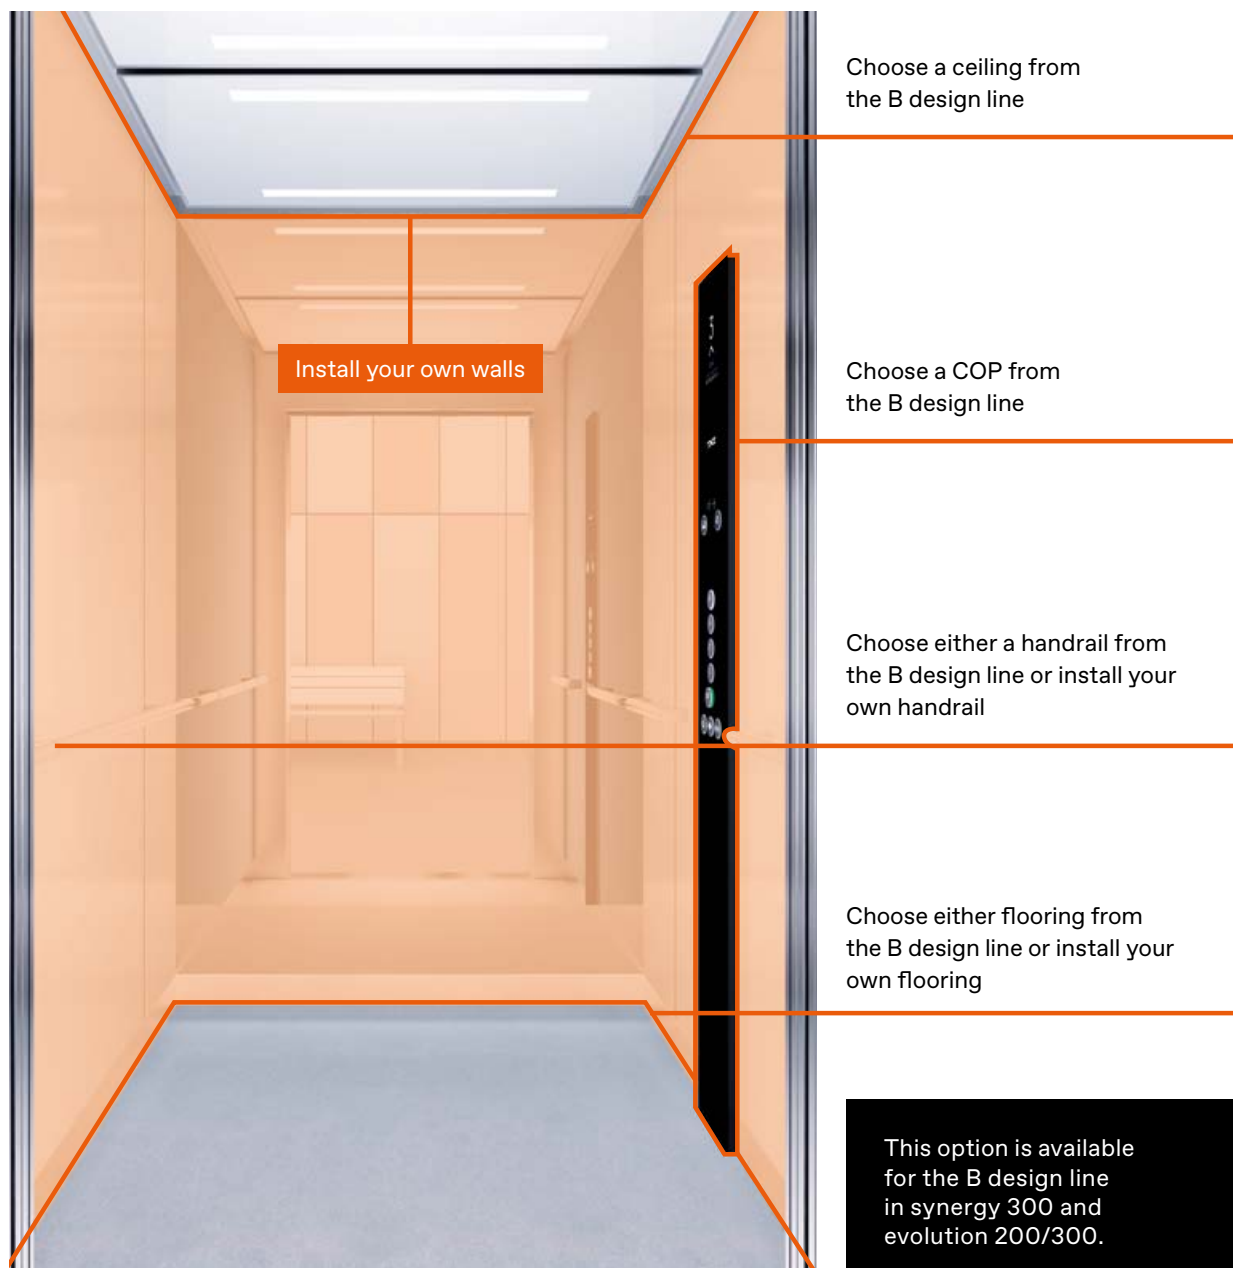 Choose a ceiling from
the B design line
Install your own walls
Choose a COP from
the B design line
Choose either a handrail from
the B design line or install your
own handrail
Choose either flooring from
the B design line or install your
own flooring
This option is available
for the B design line
in synergy 300 and
evolution 200/300.